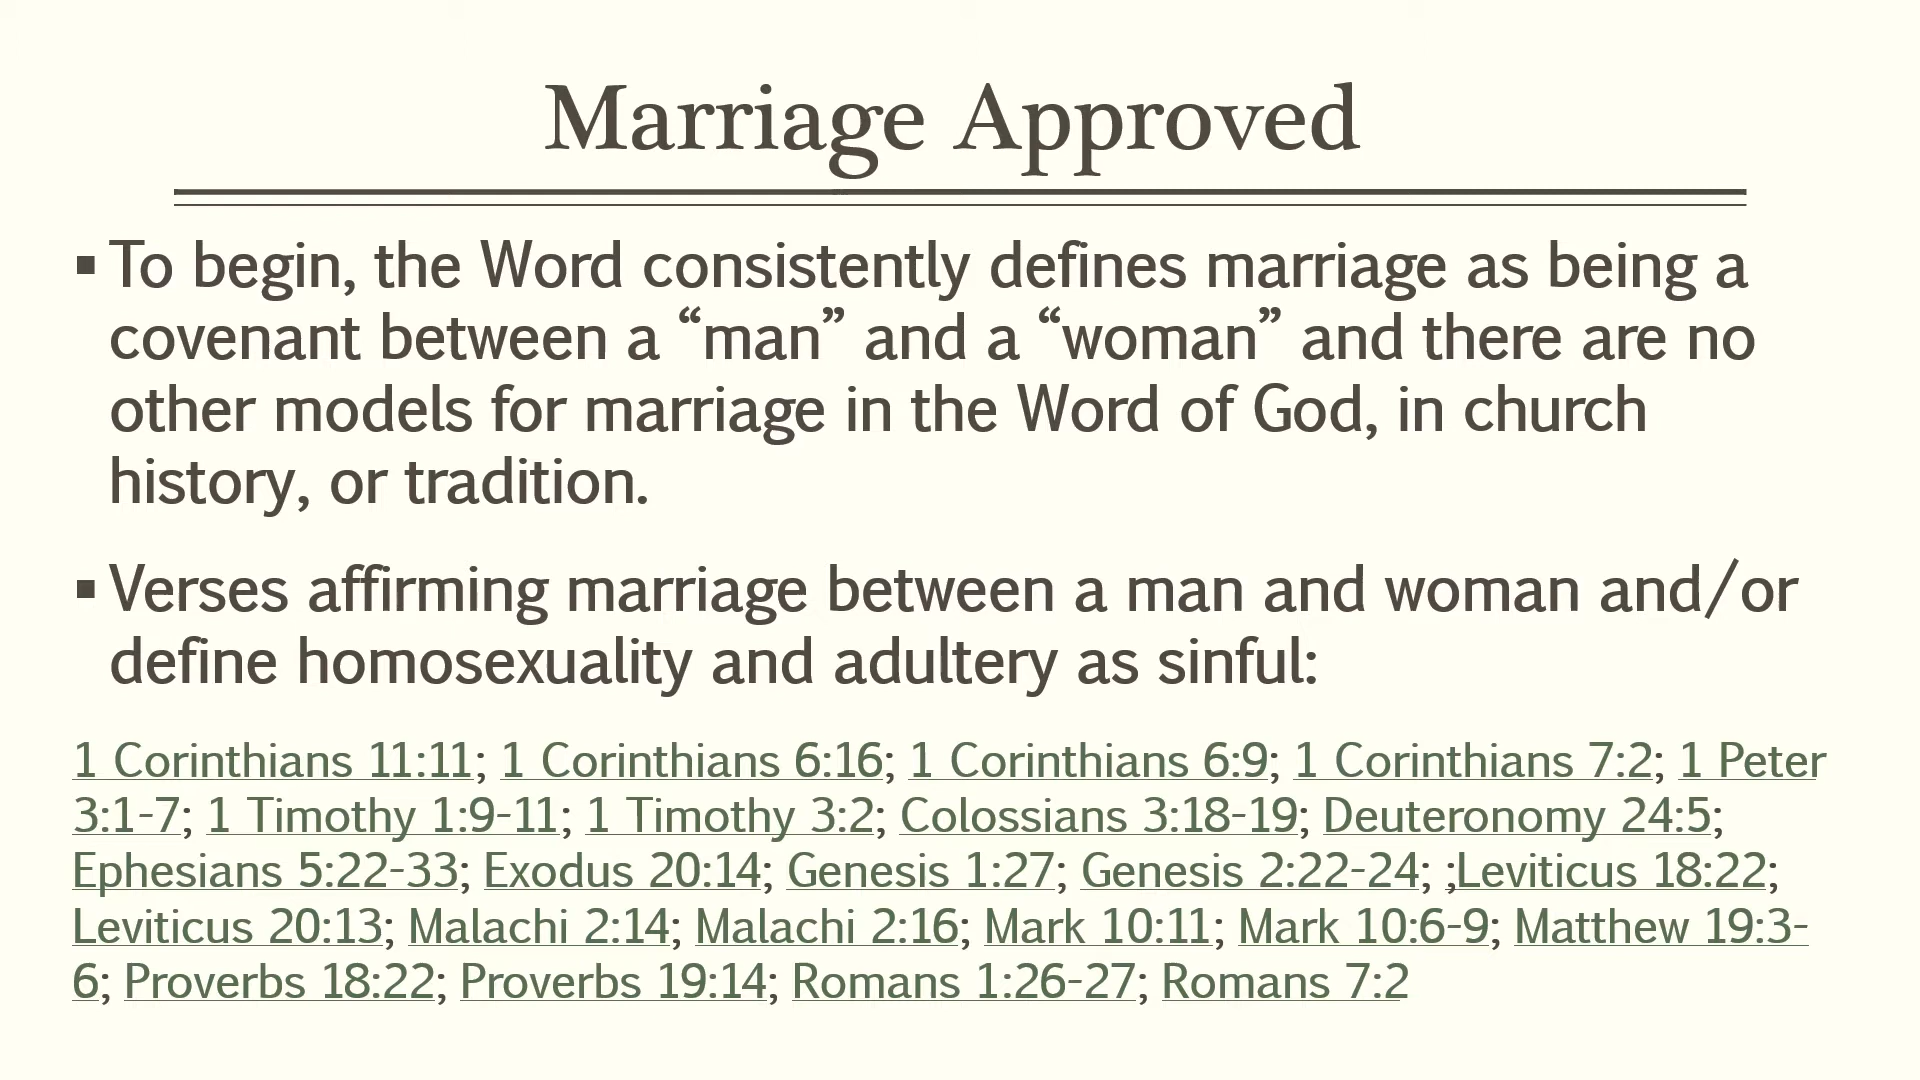 Marriage Approved
▪ To begin, the Word consistently defines marriage as being a
covenant between a “man” and a “woman” and there are no
other models for marriage in the Word of God, in church
history, or tradition.
▪ Verses affirming marriage between a man and woman and/or
define homosexuality and adultery as sinful:
1 Corinthians 11:11; 1 Corinthians 6:16; 1 Corinthians 6:9; 1 Corinthians 7:2; 1 Peter
3:1-7; 1 Timothy 1:9-11; 1 Timothy 3:2; Colossians 3:18-19; Deuteronomy 24:5;
Ephesians 5:22-33; Exodus 20:14; Genesis 1:27; Genesis 2:22-24; ;Leviticus 18:22;
Leviticus 20:13; Malachi 2:14; Malachi 2:16; Mark 10:11; Mark 10:6-9; Matthew 19:3-
6; Proverbs 18:22; Proverbs 19:14; Romans 1:26-27; Romans 7:2